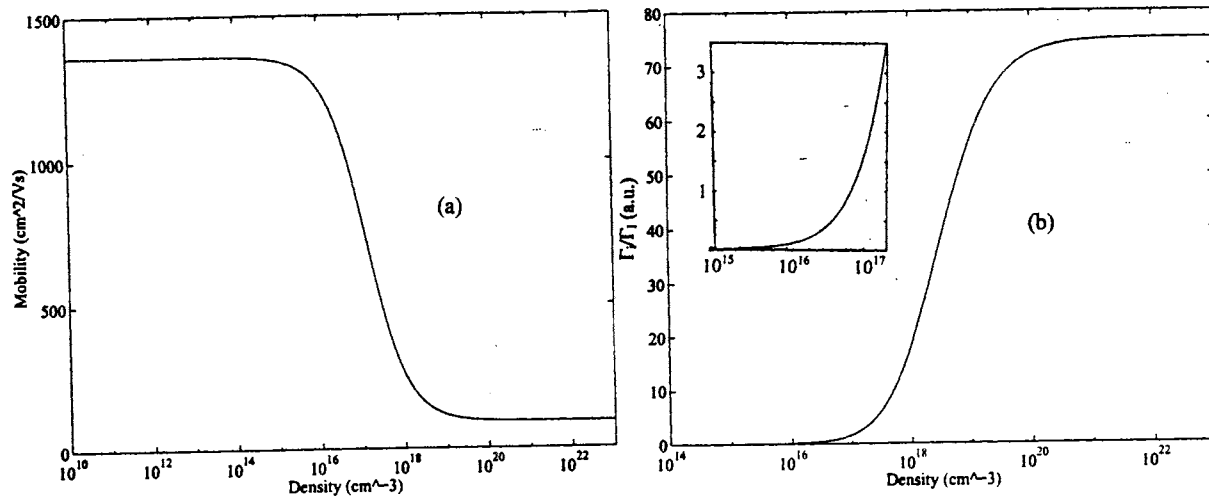 1500
1000
500
0
Mobility (cm^2/Vs)
(a)
10^10 10^12 10^14 10^16 10^18 10^20 10^22
Density (cm^−3)
80
70
60
50
40
30
20
10
0
Γi/Γl (a.u.)
3
2
1
10^15 10^16 10^17
(b)
10^14 10^16 10^18 10^20 10^22
Density (cm^−3)